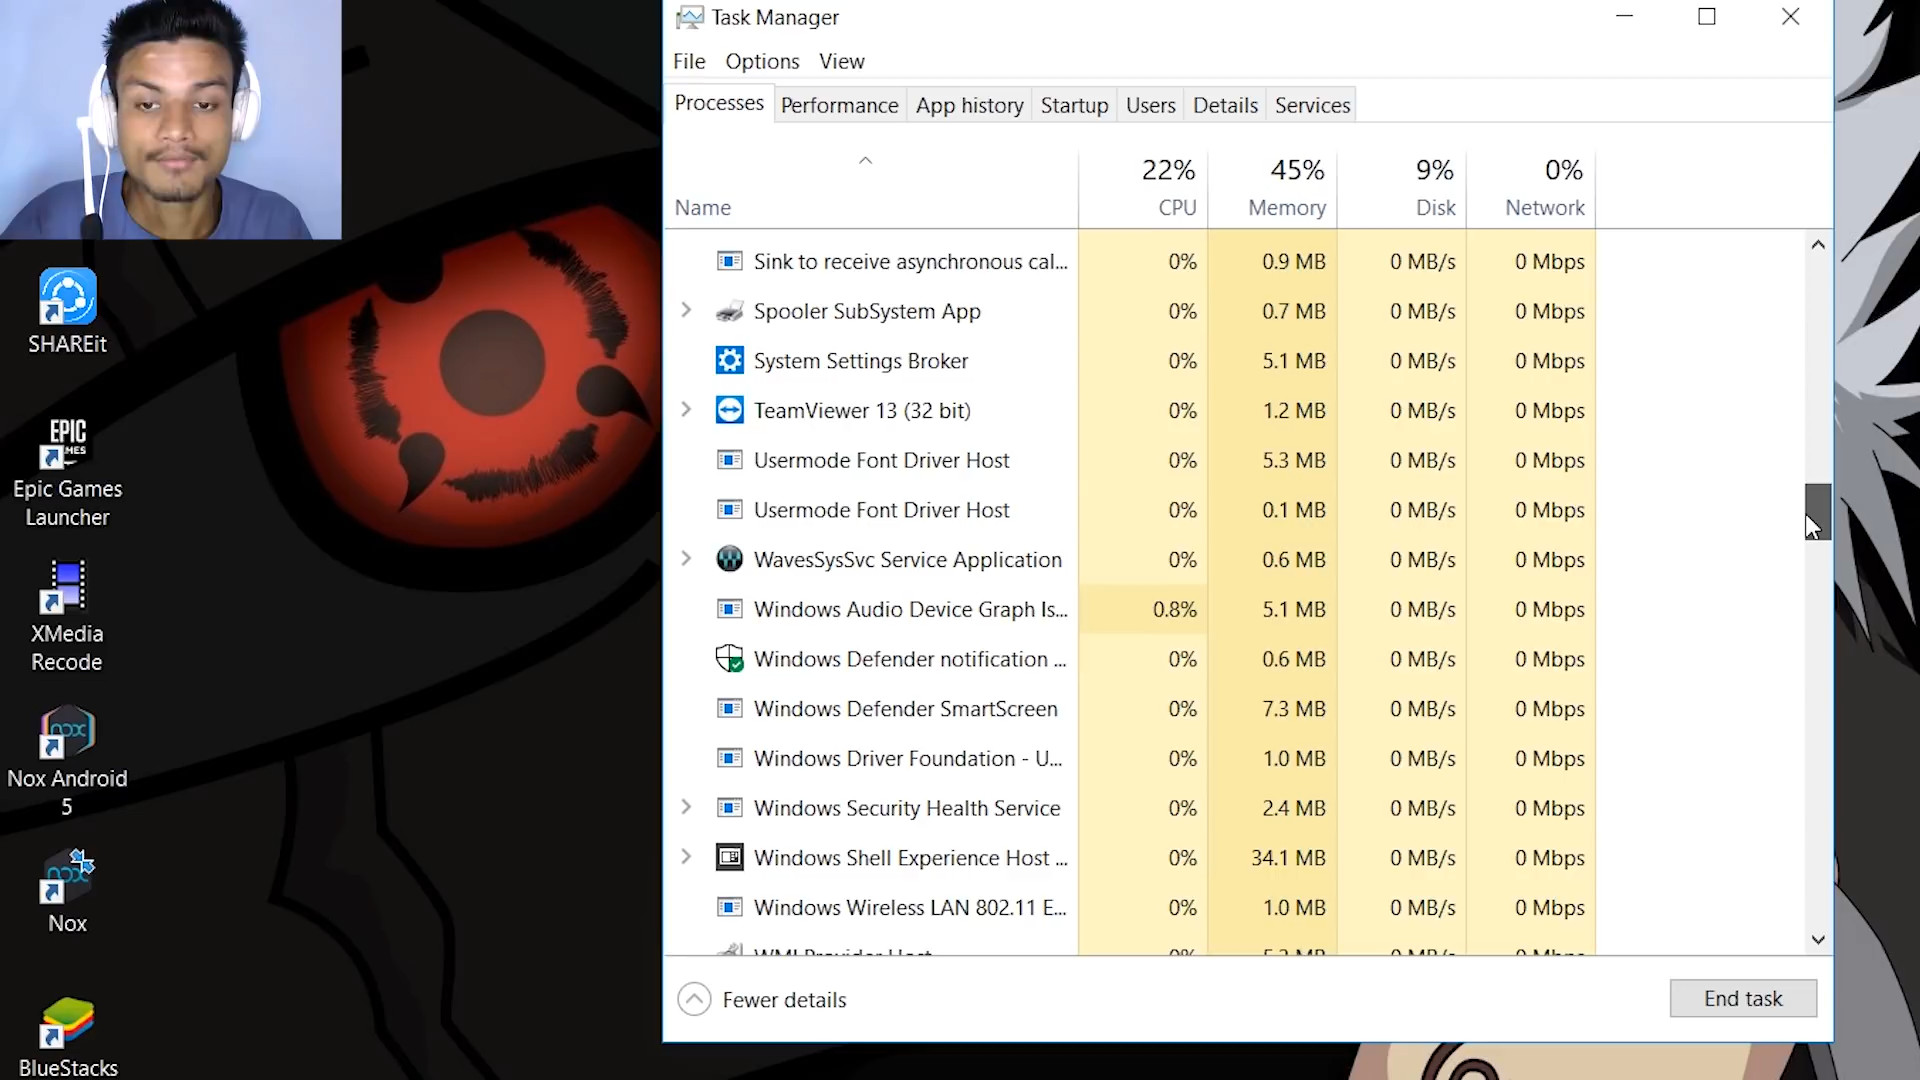 Task Manager
File Options View
Processes Performance App history Startup Users Details Services
22% 45% 9% 0%
Name CPU Memory Disk Network
Sink to receive asynchronous cal... 0% 0.9 MB 0 MB/s 0 Mbps
Spooler SubSystem App 0% 0.7 MB 0 MB/s 0 Mbps
System Settings Broker 0% 5.1 MB 0 MB/s 0 Mbps
TeamViewer 13 (32 bit) 0% 1.2 MB 0 MB/s 0 Mbps
Usermode Font Driver Host 0% 5.3 MB 0 MB/s 0 Mbps
Usermode Font Driver Host 0% 0.1 MB 0 MB/s 0 Mbps
WavesSysSvc Service Application 0% 0.6 MB 0 MB/s 0 Mbps
Windows Audio Device Graph Is... 0.8% 5.1 MB 0 MB/s 0 Mbps
Windows Defender notification ... 0% 0.6 MB 0 MB/s 0 Mbps
Windows Defender SmartScreen 0% 7.3 MB 0 MB/s 0 Mbps
Windows Driver Foundation - U... 0% 1.0 MB 0 MB/s 0 Mbps
Windows Security Health Service 0% 2.4 MB 0 MB/s 0 Mbps
Windows Shell Experience Host ... 0% 34.1 MB 0 MB/s 0 Mbps
Windows Wireless LAN 802.11 E... 0% 1.0 MB 0 MB/s 0 Mbps
WMI Provider Host
Fewer details
End task
SHAREit
EPIC
Epic Games
Launcher
XMedia
Recode
nox
Nox Android
5
nox
Nox
BlueStacks